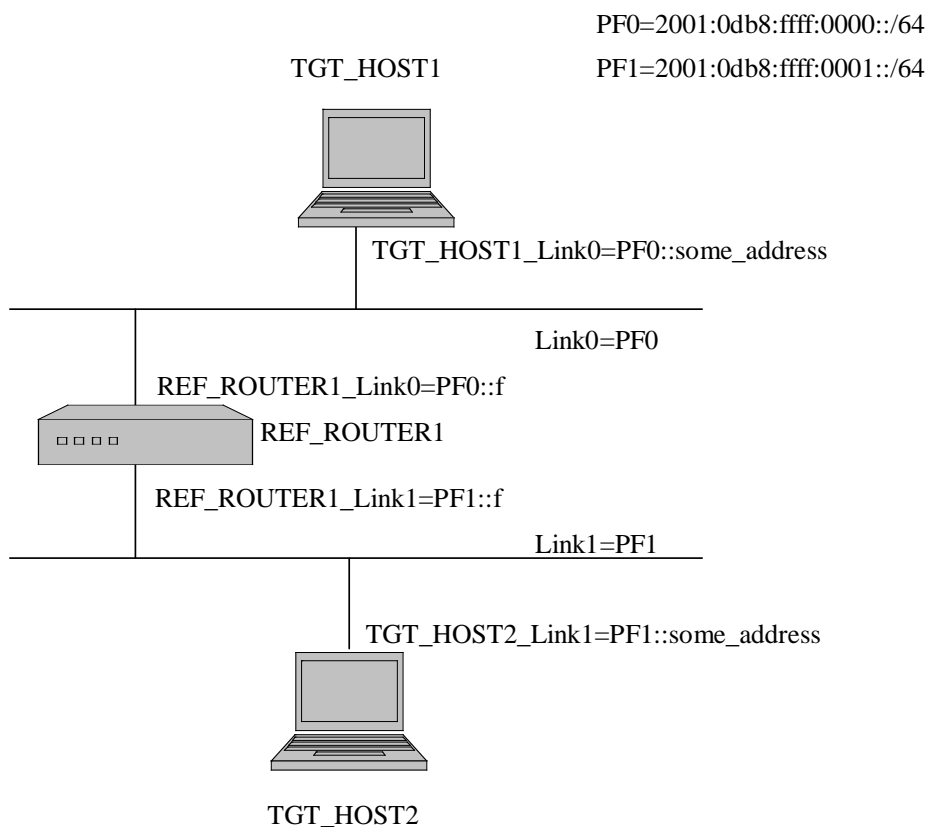 PF0=2001:0db8:ffff:0000::/64
TGT_HOST1
PF1=2001:0db8:ffff:0001::/64
TGT_HOST1_Link0=PF0::some_address
Link0=PF0
REF_ROUTER1_Link0=PF0::f
REF_ROUTER1
REF_ROUTER1_Link1=PF1::f
Link1=PF1
TGT_HOST2_Link1=PF1::some_address
TGT_HOST2